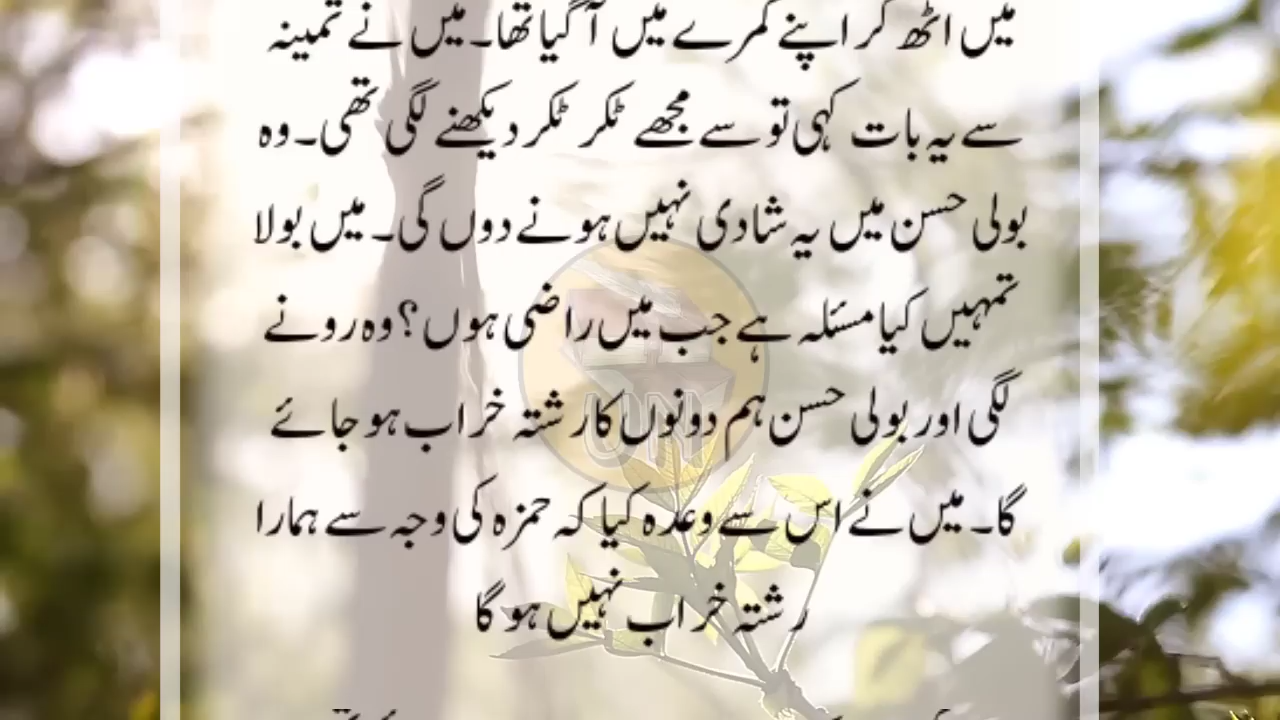 میں اٹھ کر اپنے کمرے میں آ گیا تھا۔ میں نے ثمینہ
سے یہ بات کہی تو سے مجھے ٹکر ٹکر دیکھنے لگی تھی۔ وہ
بولی حسن میں یہ شادی نہیں ہونے دوں گی۔ میں بولا
تمہیں کیا مسئلہ ہے جب میں راضی ہوں؟ وہ رونے
لگی اور بولی حسن ہم دونوں کا رشتہ خراب ہو جائے
گا۔ میں نے اس سے وعدہ کیا کہ حمزہ کی وجہ سے ہمارا
رشتہ خراب نہیں ہو گا
UN